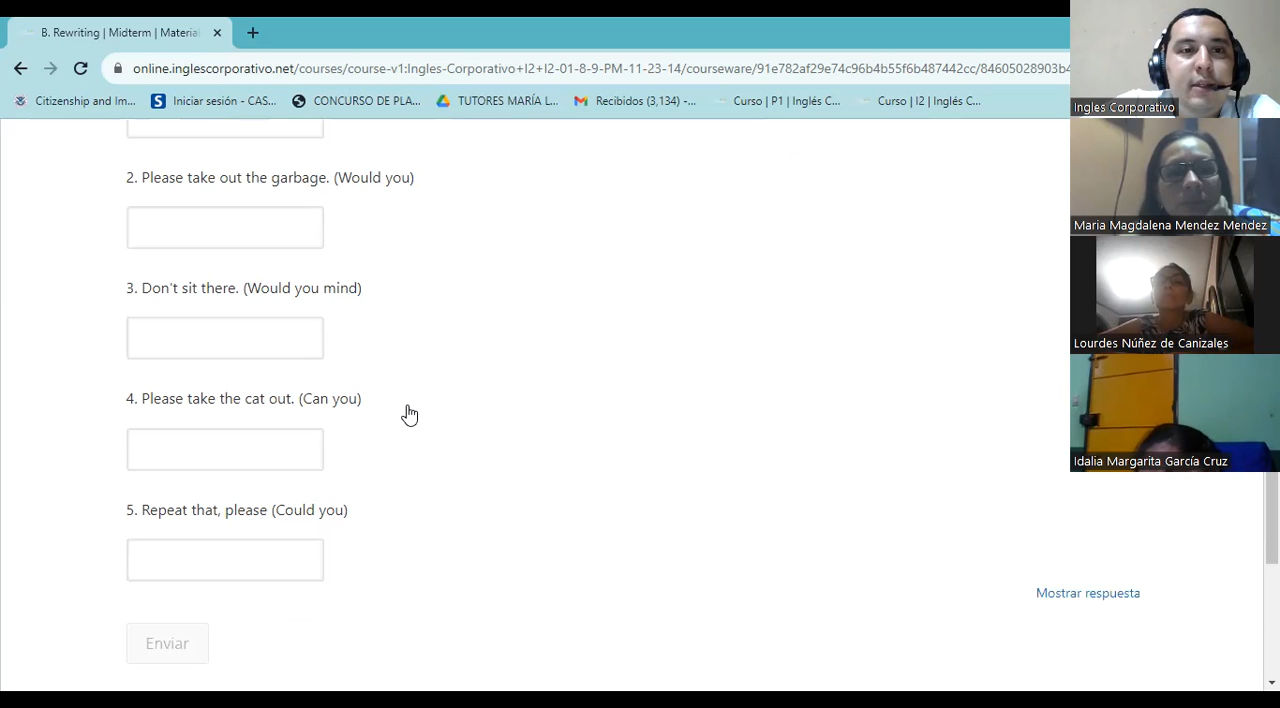 B. Rewriting | Midterm | Materia
online.inglescorporativo.net/courses/course-v1:Ingles-Corporativo+I2+I2-01-8-9-PM-11-23-14/courseware/91e782af29e74c96b4b55f6b487442cc/84605028903b4
Citizenship and Im... Iniciar sesión - CAS... CONCURSO DE PLA... TUTORES MARÍA L... Recibidos (3,134) -... Curso | P1 | Inglés C... Curso | I2 | Inglés C...
2. Please take out the garbage. (Would you)
3. Don't sit there. (Would you mind)
4. Please take the cat out. (Can you)
5. Repeat that, please (Could you)
Mostrar respuesta
Enviar
Ingles Corporativo
Maria Magdalena Mendez Mendez
Lourdes Núñez de Canizales
Idalia Margarita García Cruz